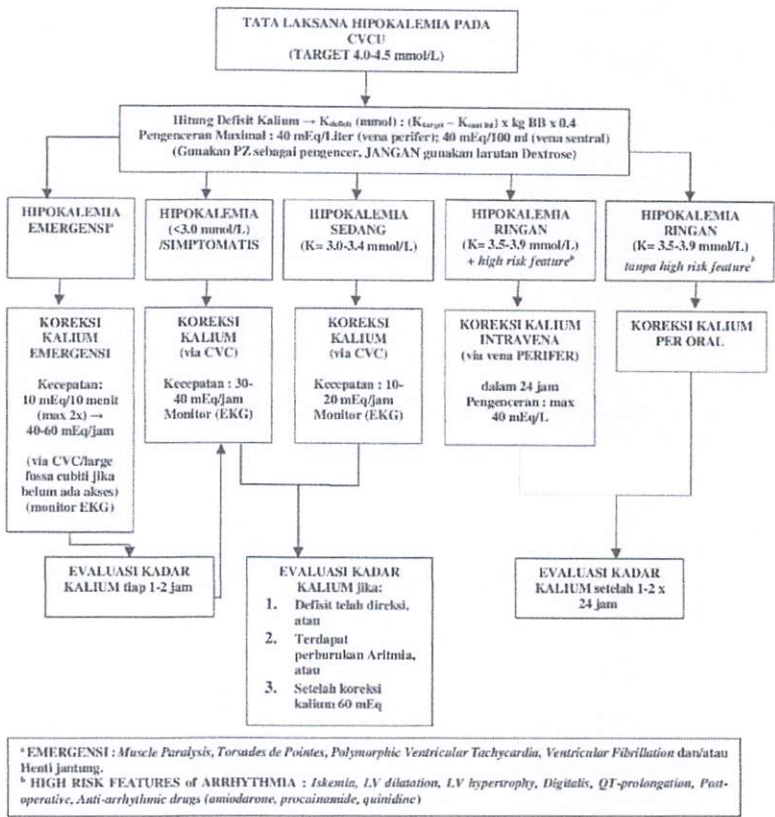 TATA LAKSANA HIPOKALEMIA PADA
CVCU
(TARGET 4.0-4.5 mmol/L)
Hitung Defisit Kalium → Kdeficit (mmol) : (Ktarget – Ksaat ini) x kg BB x 0.4
Pengenceran Maximal : 40 mEq/Liter (vena perifer); 40 mEq/100 ml (vena sentral)
(Gunakan PZ sebagai pengencer, JANGAN gunakan larutan Dextrose)
HIPOKALEMIA
EMERGENSIa
HIPOKALEMIA
(<3.0 mmol/L)
/SIMPTOMATIS
HIPOKALEMIA
SEDANG
(K= 3.0-3.4 mmol/L)
HIPOKALEMIA
RINGAN
(K= 3.5-3.9 mmol/L)
+ high risk featureb
HIPOKALEMIA
RINGAN
(K= 3.5-3.9 mmol/L)
tanpa high risk featureb
KOREKSI
KALIUM
EMERGENSI
Kecepatan:
10 mEq/10 menit
(max 2x) →
40-60 mEq/jam
(via CVC/large
fossa cubiti jika
belum ada akses)
(monitor EKG)
KOREKSI
KALIUM
(via CVC)
Kecepatan : 30-
40 mEq/jam
Monitor (EKG)
KOREKSI
KALIUM
(via CVC)
Kecepatan : 10-
20 mEq/jam
Monitor (EKG)
KOREKSI KALIUM
INTRAVENA
(via vena PERIFER)
dalam 24 jam
Pengenceran : max
40 mEq/L
KOREKSI KALIUM
PER ORAL
EVALUASI KADAR
KALIUM tiap 1-2 jam
EVALUASI KADAR
KALIUM jika:
1. Defisit telah direksi,
atau
2. Terdapat
perburukan Aritmia,
atau
3. Setelah koreksi
kalium 60 mEq
EVALUASI KADAR
KALIUM setelah 1-2 x
24 jam
a EMERGENSI : Muscle Paralysis, Torsades de Pointes, Polymorphic Ventricular Tachycardia, Ventricular Fibrillation dan/atau
Henti jantung.
b HIGH RISK FEATURES of ARRHYTHMIA : Iskemia, LV dilatation, LV hypertrophy, Digitalis, QT-prolongation, Post-
operative, Anti-arrhythmic drugs (amiodarone, procainamide, quinidine)